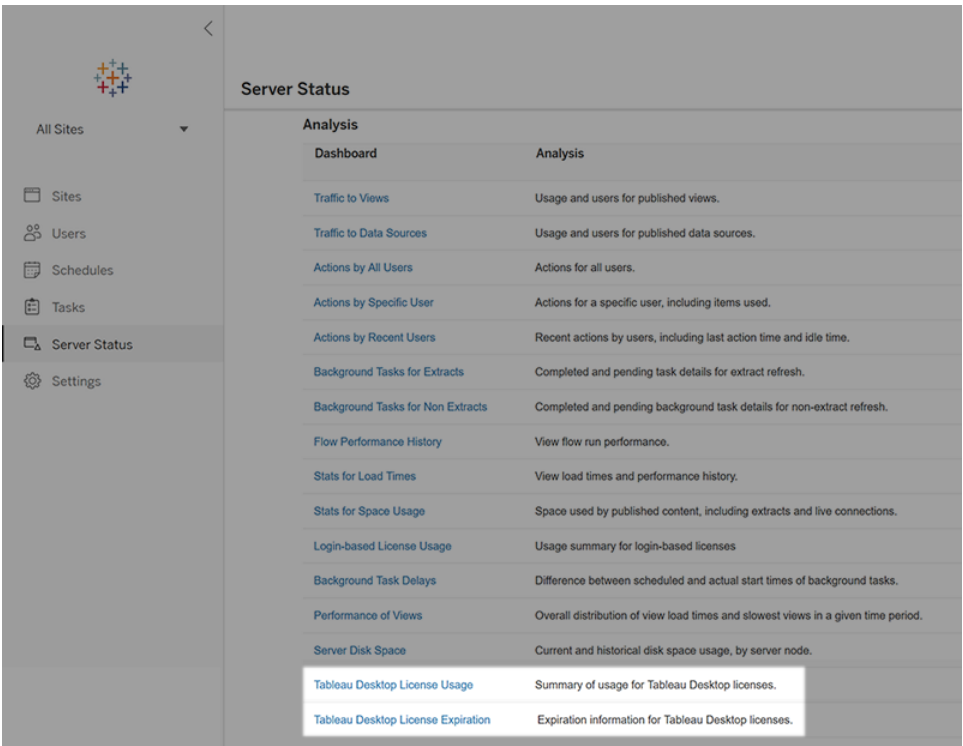 Server Status
All Sites
Sites
Users
Schedules
Tasks
Server Status
Settings
Analysis
Dashboard Analysis
Traffic to Views Usage and users for published views.
Traffic to Data Sources Usage and users for published data sources.
Actions by All Users Actions for all users.
Actions by Specific User Actions for a specific user, including items used.
Actions by Recent Users Recent actions by users, including last action time and idle time.
Background Tasks for Extracts Completed and pending task details for extract refresh.
Background Tasks for Non Extracts Completed and pending background task details for non-extract refresh.
Flow Performance History View flow run performance.
Stats for Load Times View load times and performance history.
Stats for Space Usage Space used by published content, including extracts and live connections.
Login-based License Usage Usage summary for login-based licenses
Background Task Delays Difference between scheduled and actual start times of background tasks.
Performance of Views Overall distribution of view load times and slowest views in a given time period.
Server Disk Space Current and historical disk space usage, by server node.
Tableau Desktop License Usage Summary of usage for Tableau Desktop licenses.
Tableau Desktop License Expiration Expiration information for Tableau Desktop licenses.